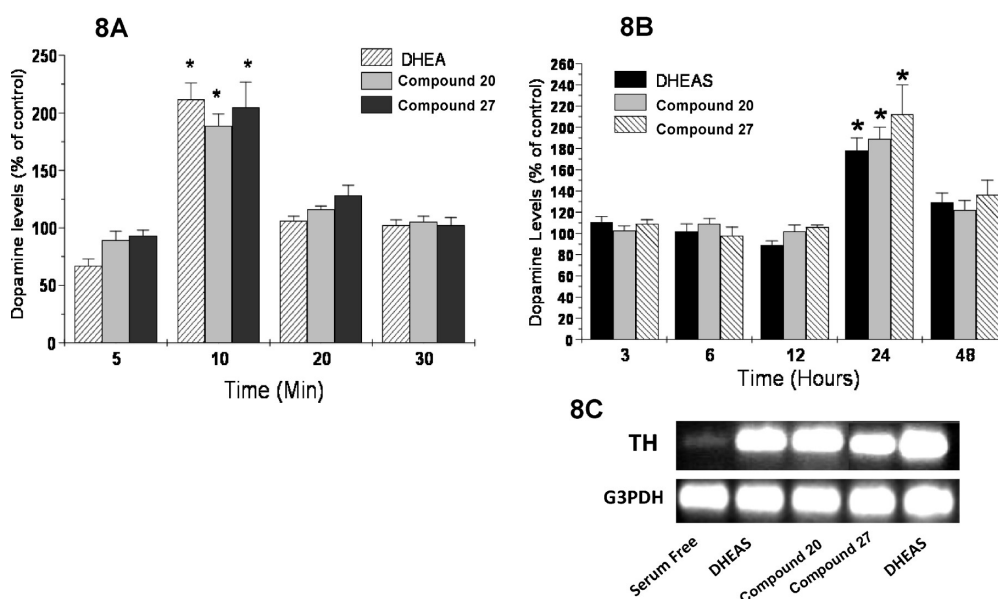 8A
Dopamine levels (% of control)
250
200
150
100
50
0
* * *
DHEA
Compound 20
Compound 27
5 10 20 30
Time (Min)
8B
Dopamine Levels (% of control)
260
240
220
200
180
160
140
120
100
80
60
40
20
0
DHEAS
Compound 20
Compound 27
* * *
3 6 12 24 48
Time (Hours)
8C
TH
G3PDH
Serum Free DHEAS Compound 20 Compound 27 DHEAS